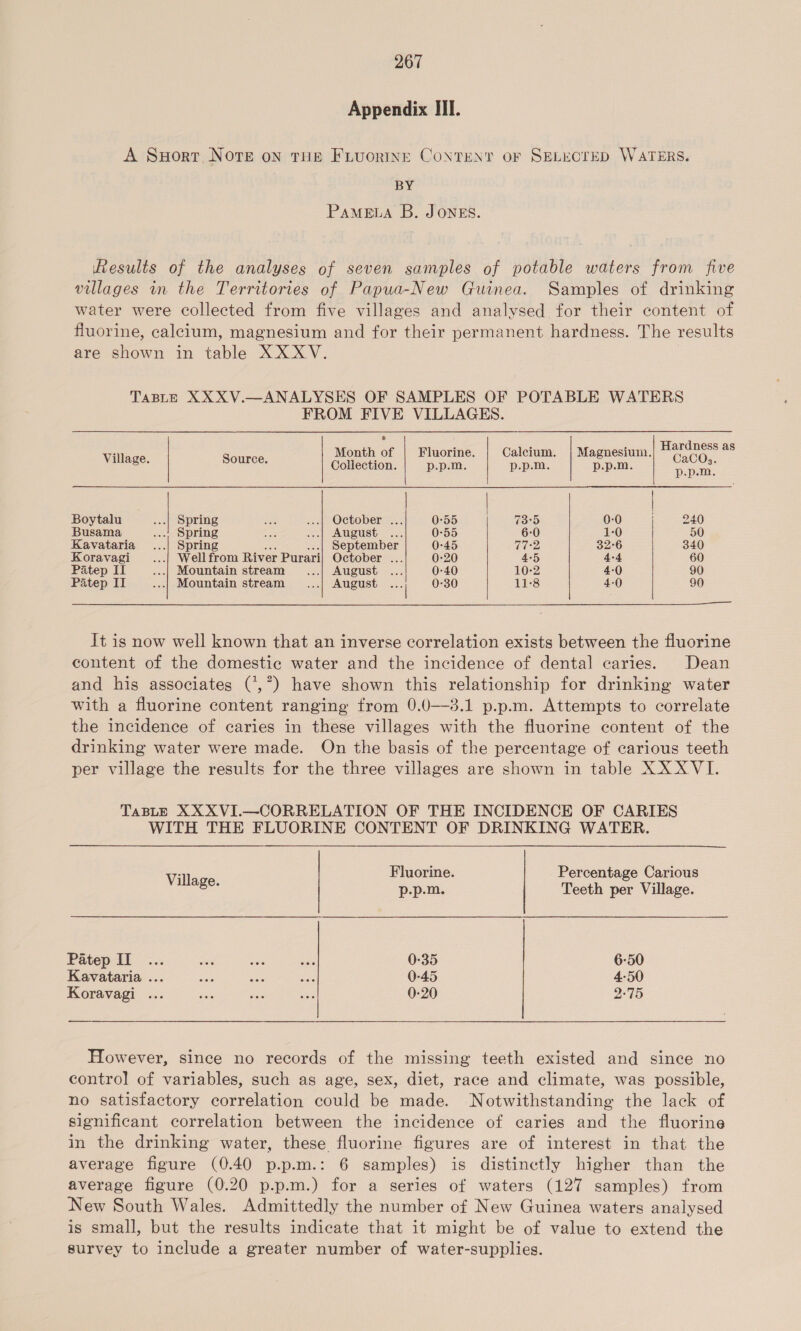 267
Appendix III.
A SHORT NOTE ON THE FLUORINE CONTENT OF SELECTED WATERS.
BY
PAMELA B. JONES.
Results of the analyses of seven samples of potable waters from five
villages in the Territories of Papua-New Guinea. Samples of drinking
water were collected from five villages and analysed for their content of
fluorine, calcium, magnesium and for their permanent hardness. The results
are shown in table XXXV.
TABLE XXXV.—ANALYSES OF SAMPLES OF POTABLE WATERS
FROM FIVE VILLAGES.
Village. Source. Month of Collection. Fluorine. p.p.m. Calcium. p.p.m. Magnesium. p.p.m. Hardness as CaCO₃. p.p.m.
Boytalu ... Spring ... ... October ... 0·55 73·5 0·0 240
Busama ... Spring ... ... August ... 0·55 6·0 1·0 50
Kavataria ... Spring ... ... September 0·45 77·2 32·6 340
Koravagi ... Well from River Purari October ... 0·20 4·5 4·4 60
Pâtep II ... Mountain stream ... August ... 0·40 10·2 4·0 90
Pâtep II ... Mountain stream ... August ... 0·30 11·8 4·0 90
It is now well known that an inverse correlation exists between the fluorine
content of the domestic water and the incidence of dental caries. Dean
and his associates (¹,²) have shown this relationship for drinking water
with a fluorine content ranging from 0.0—3.1 p.p.m. Attempts to correlate
the incidence of caries in these villages with the fluorine content of the
drinking water were made. On the basis of the percentage of carious teeth
per village the results for the three villages are shown in table XXXVI.
TABLE XXXVI.—CORRELATION OF THE INCIDENCE OF CARIES
WITH THE FLUORINE CONTENT OF DRINKING WATER.
Village. Fluorine. p.p.m. Percentage Carious Teeth per Village.
Pâtep II ... ... ... ... 0·35 6·50
Kavataria ... ... ... ... 0·45 4·50
Koravagi ... ... ... ... 0·20 2·75
However, since no records of the missing teeth existed and since no
control of variables, such as age, sex, diet, race and climate, was possible,
no satisfactory correlation could be made. Notwithstanding the lack of
significant correlation between the incidence of caries and the fluorine
in the drinking water, these fluorine figures are of interest in that the
average figure (0.40 p.p.m.: 6 samples) is distinctly higher than the
average figure (0.20 p.p.m.) for a series of waters (127 samples) from
New South Wales. Admittedly the number of New Guinea waters analysed
is small, but the results indicate that it might be of value to extend the
survey to include a greater number of water-supplies.